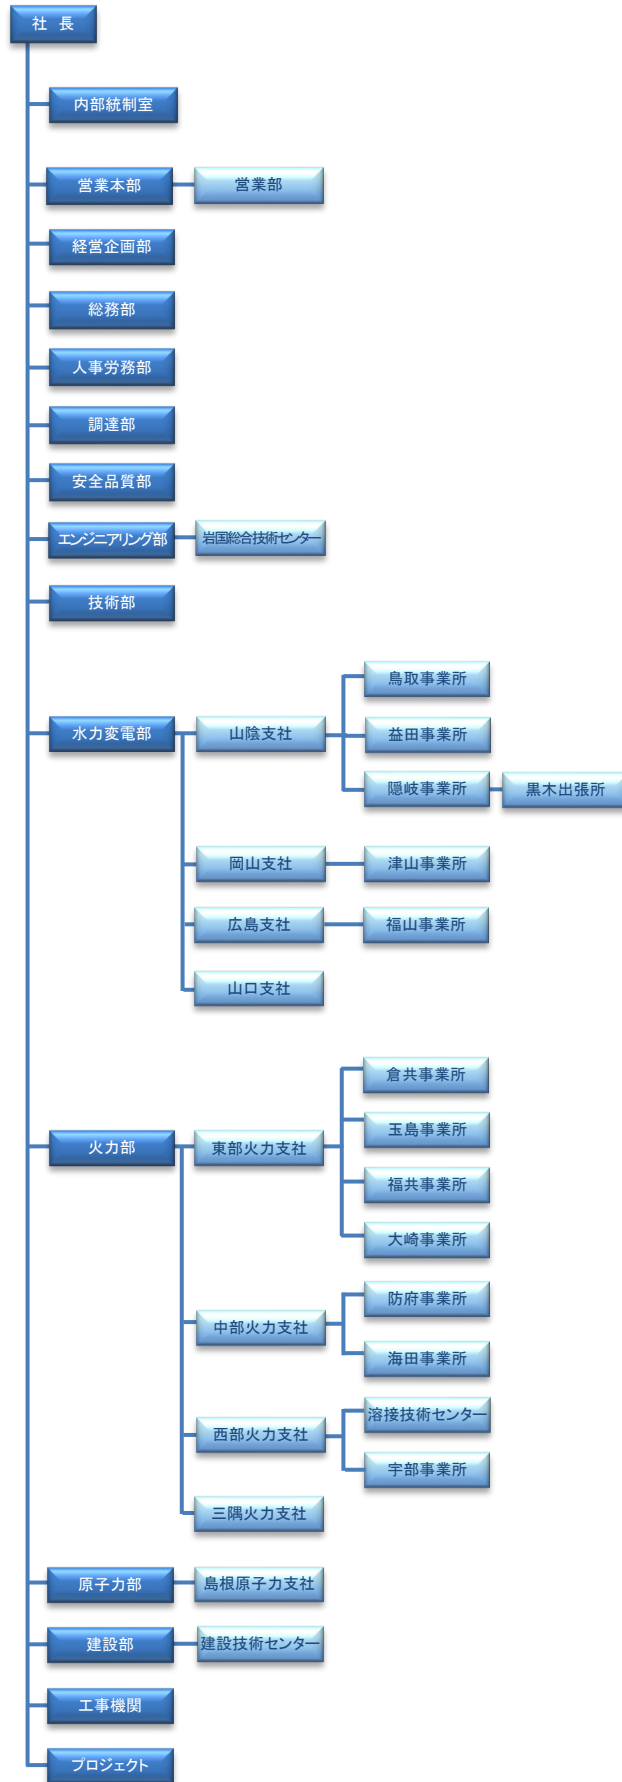 社 長
内部統制室
営業本部
営業部
経営企画部
総務部
人事労務部
調達部
安全品質部
エンジニアリング部
岩国総合技術センター
技術部
水力変電部
山陰支社
鳥取事業所
益田事業所
隠岐事業所
黒木出張所
岡山支社
津山事業所
広島支社
福山事業所
山口支社
火力部
東部火力支社
倉共事業所
玉島事業所
福共事業所
大崎事業所
中部火力支社
防府事業所
海田事業所
西部火力支社
溶接技術センター
宇部事業所
三隅火力支社
原子力部
島根原子力支社
建設部
建設技術センター
工事機関
プロジェクト